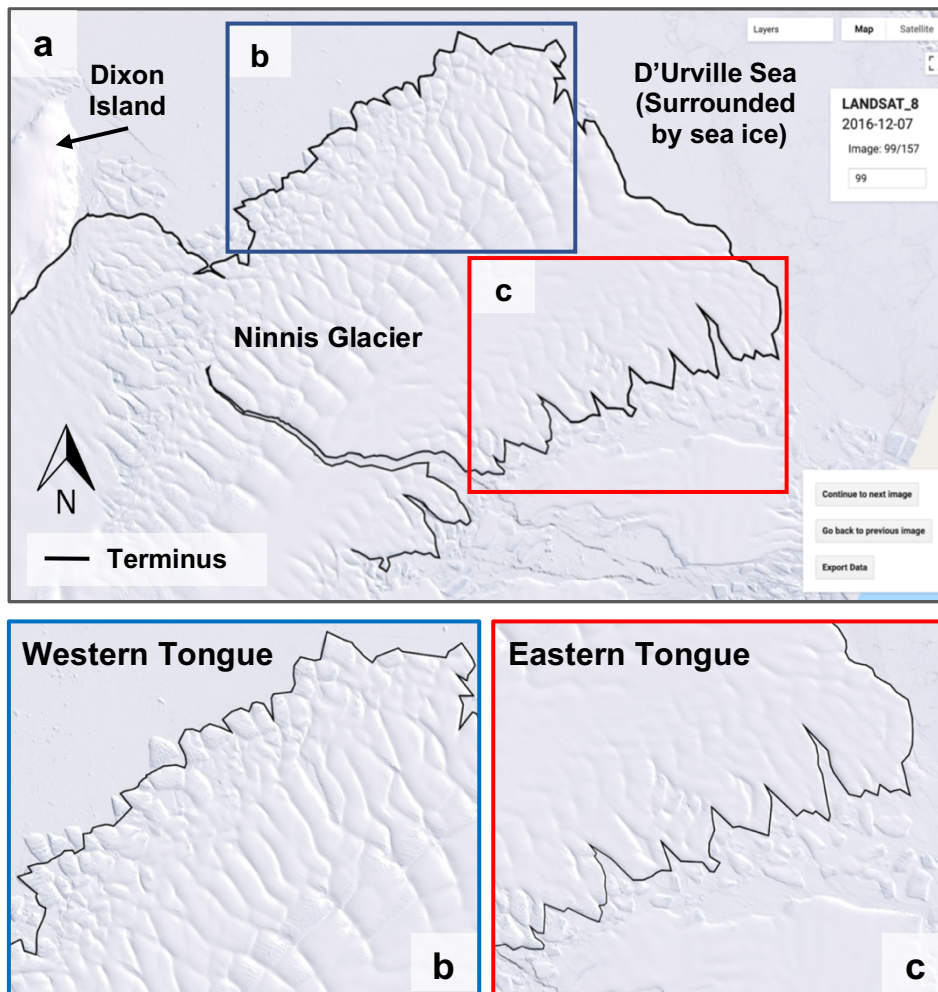 a
Dixon
Island
b
D'Urville Sea
(Surrounded
by sea ice)
Layers
Map Satellite
LANDSAT_8
2016-12-07
Image: 99/157
99
c
Ninnis Glacier
N
Terminus
Continue to next image
Go back to previous image
Export Data
Western Tongue
b
Eastern Tongue
c